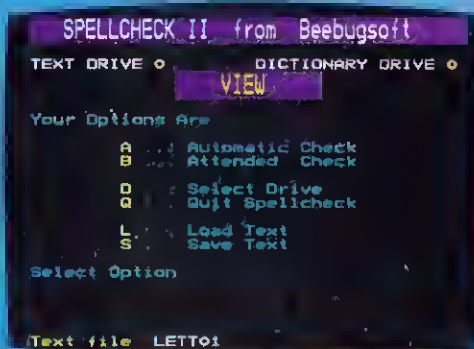 SPELLCHECK II from Beebugsoft
TEXT DRIVE 0 DICTIONARY DRIVE 0
VIEW
Your Options Are
A ... Automatic Check
B ... Attended Check
D : Select Drive
Q : Quit Spellcheck
L : Load Text
S : Save Text
Select Option
Text file LETTO1